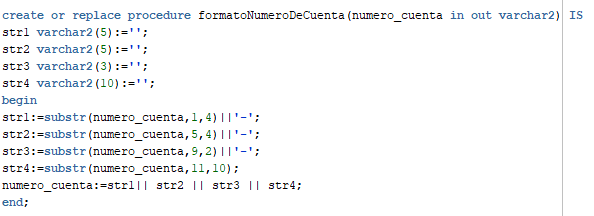 create or replace procedure formatoNumeroDeCuenta(numero_cuenta in out varchar2) IS
str1 varchar2(5):='';
str2 varchar2(5):='';
str3 varchar2(3):='';
str4 varchar2(10):='';
begin
str1:=substr(numero_cuenta,1,4)||'-';
str2:=substr(numero_cuenta,5,4)||'-';
str3:=substr(numero_cuenta,9,2)||'-';
str4:=substr(numero_cuenta,11,10);
numero_cuenta:=str1|| str2 || str3 || str4;
end;